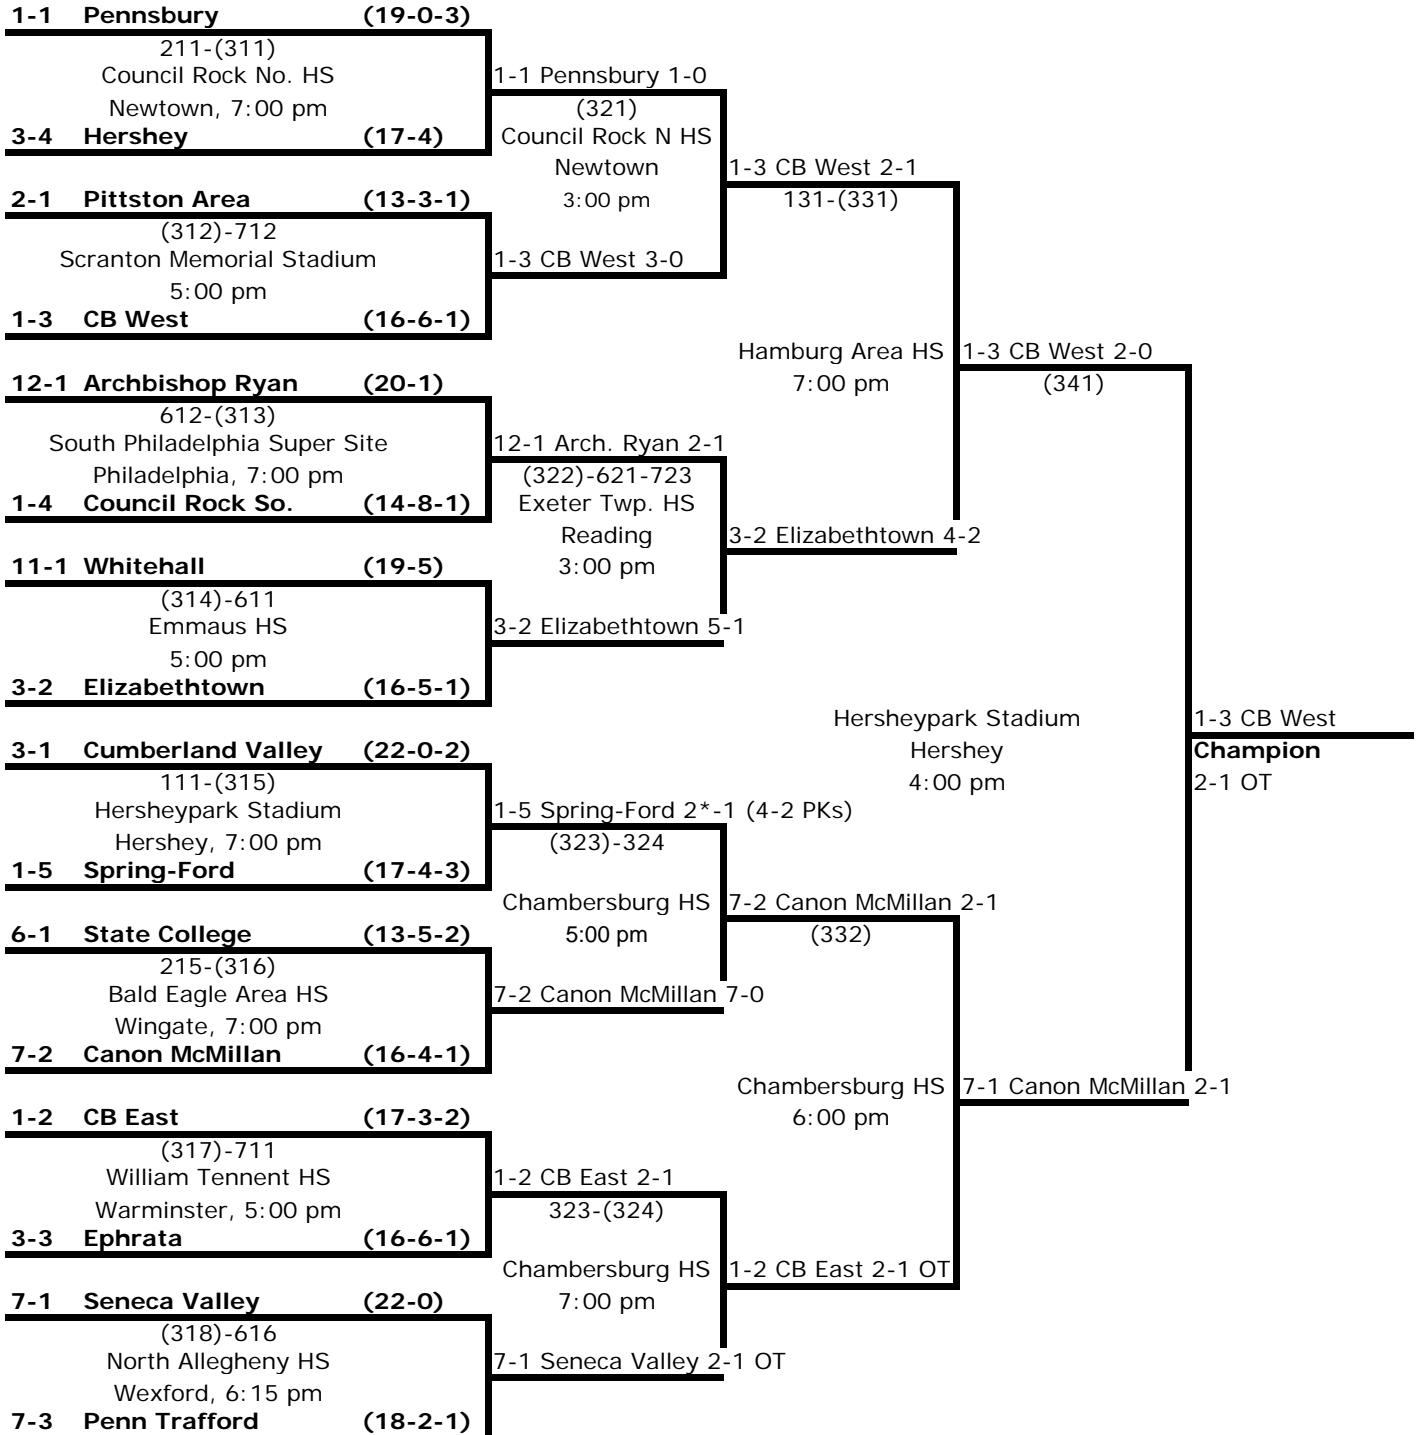 1-1 Pennsbury (19-0-3)
211-(311)
Council Rock No. HS
Newtown, 7:00 pm
3-4 Hershey (17-4)
2-1 Pittston Area (13-3-1)
(312)-712
Scranton Memorial Stadium
5:00 pm
1-3 CB West (16-6-1)
12-1 Archbishop Ryan (20-1)
612-(313)
South Philadelphia Super Site
Philadelphia, 7:00 pm
1-4 Council Rock So. (14-8-1)
11-1 Whitehall (19-5)
(314)-611
Emmaus HS
5:00 pm
3-2 Elizabethtown (16-5-1)
3-1 Cumberland Valley (22-0-2)
111-(315)
Hersheypark Stadium
Hershey, 7:00 pm
1-5 Spring-Ford (17-4-3)
6-1 State College (13-5-2)
215-(316)
Bald Eagle Area HS
Wingate, 7:00 pm
7-2 Canon McMillan (16-4-1)
1-2 CB East (17-3-2)
(317)-711
William Tennent HS
Warminster, 5:00 pm
3-3 Ephrata (16-6-1)
7-1 Seneca Valley (22-0)
(318)-616
North Allegheny HS
Wexford, 6:15 pm
7-3 Penn Trafford (18-2-1)
1-1 Pennsbury 1-0
(321)
Council Rock N HS
Newtown
3:00 pm
1-3 CB West 3-0
12-1 Arch. Ryan 2-1
(322)-621-723
Exeter Twp. HS
Reading
3:00 pm
3-2 Elizabethtown 5-1
1-5 Spring-Ford 2*-1 (4-2 PKs)
(323)-324
Chambersburg HS
5:00 pm
7-2 Canon McMillan 7-0
1-2 CB East 2-1
323-(324)
Chambersburg HS
7:00 pm
7-1 Seneca Valley 2-1 OT
1-3 CB West 2-1
131-(331)
Hamburg Area HS
7:00 pm
3-2 Elizabethtown 4-2
7-2 Canon McMillan 2-1
(332)
Chambersburg HS
6:00 pm
1-2 CB East 2-1 OT
1-3 CB West 2-0
(341)
Hersheypark Stadium
Hershey
4:00 pm
7-1 Canon McMillan 2-1
1-3 CB West
Champion
2-1 OT